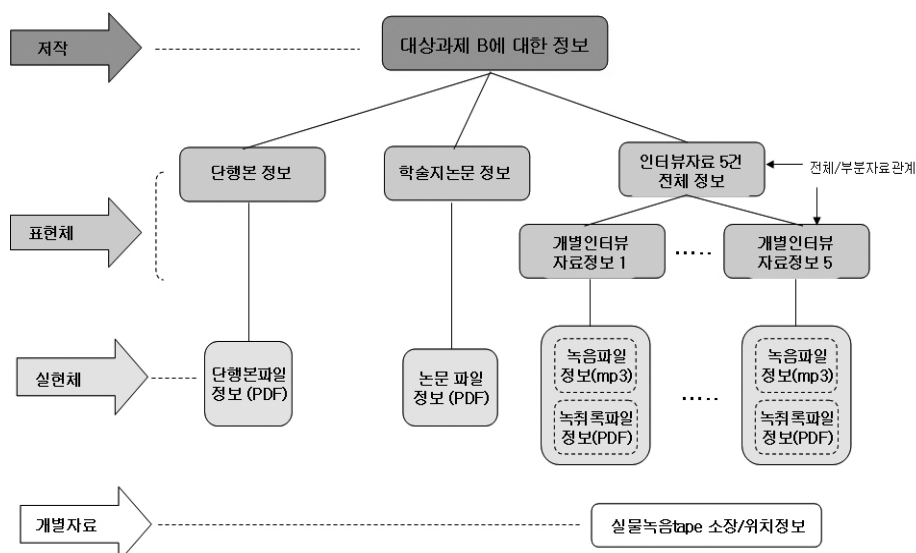 저작
대상과제 B에 대한 정보
단행본 정보
학술지논문 정보
인터뷰자료 5건
전체 정보
전체/부분자료관계
표현체
개별인터뷰
자료정보 1
.....
개별인터뷰
자료정보 5
실현체
단행본파일
정보 (PDF)
논문 파일
정보 (PDF)
녹음파일
정보(mp3)
녹취록파일
정보(PDF)
.....
녹음파일
정보(mp3)
녹취록파일
정보(PDF)
개별자료
실물녹음tape 소장/위치정보